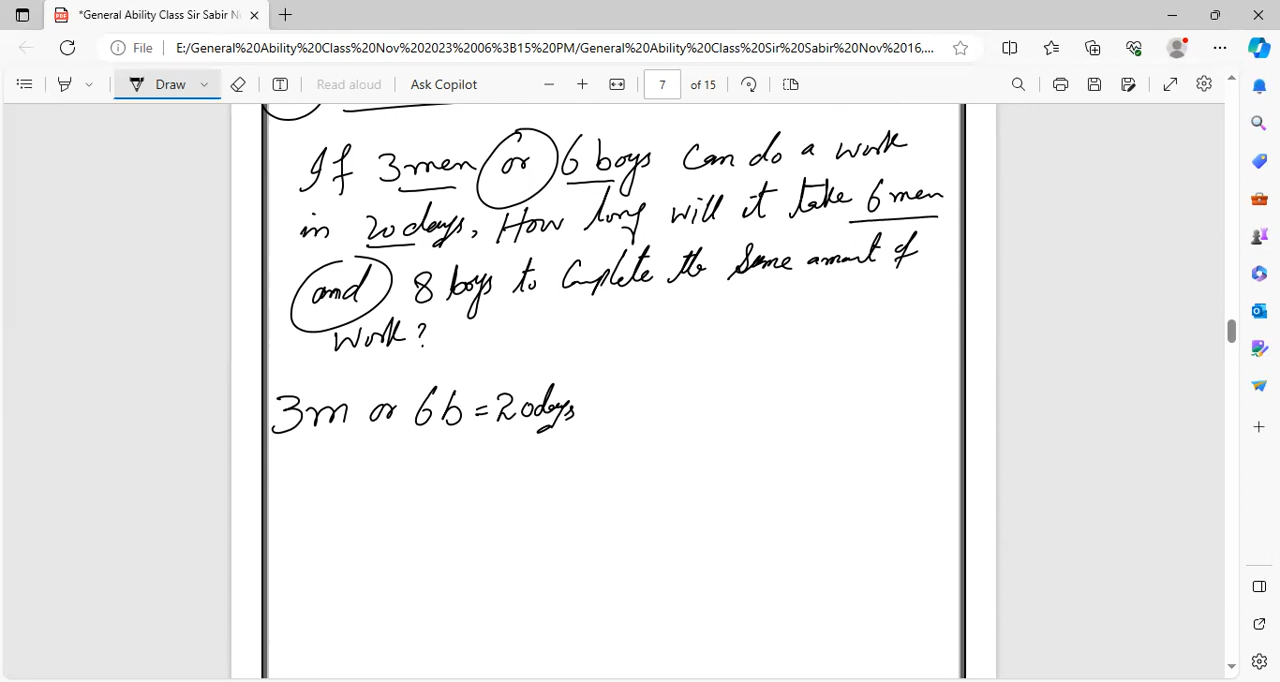 *General Ability Class Sir Sabir N
File
E:/General%20Ability%20Class%20Nov%202023%206%3B15%20PM/General%20Ability%20Class%20Sir%20Sabir%20Nov%2016,...
Draw
Read aloud
Ask Copilot
7
of 15
If 3 men or 6 boys can do a work
in 20 days, How long will it take 6 men
and 8 boys to Complete the same amount of
work?
3m or 6b = 20days